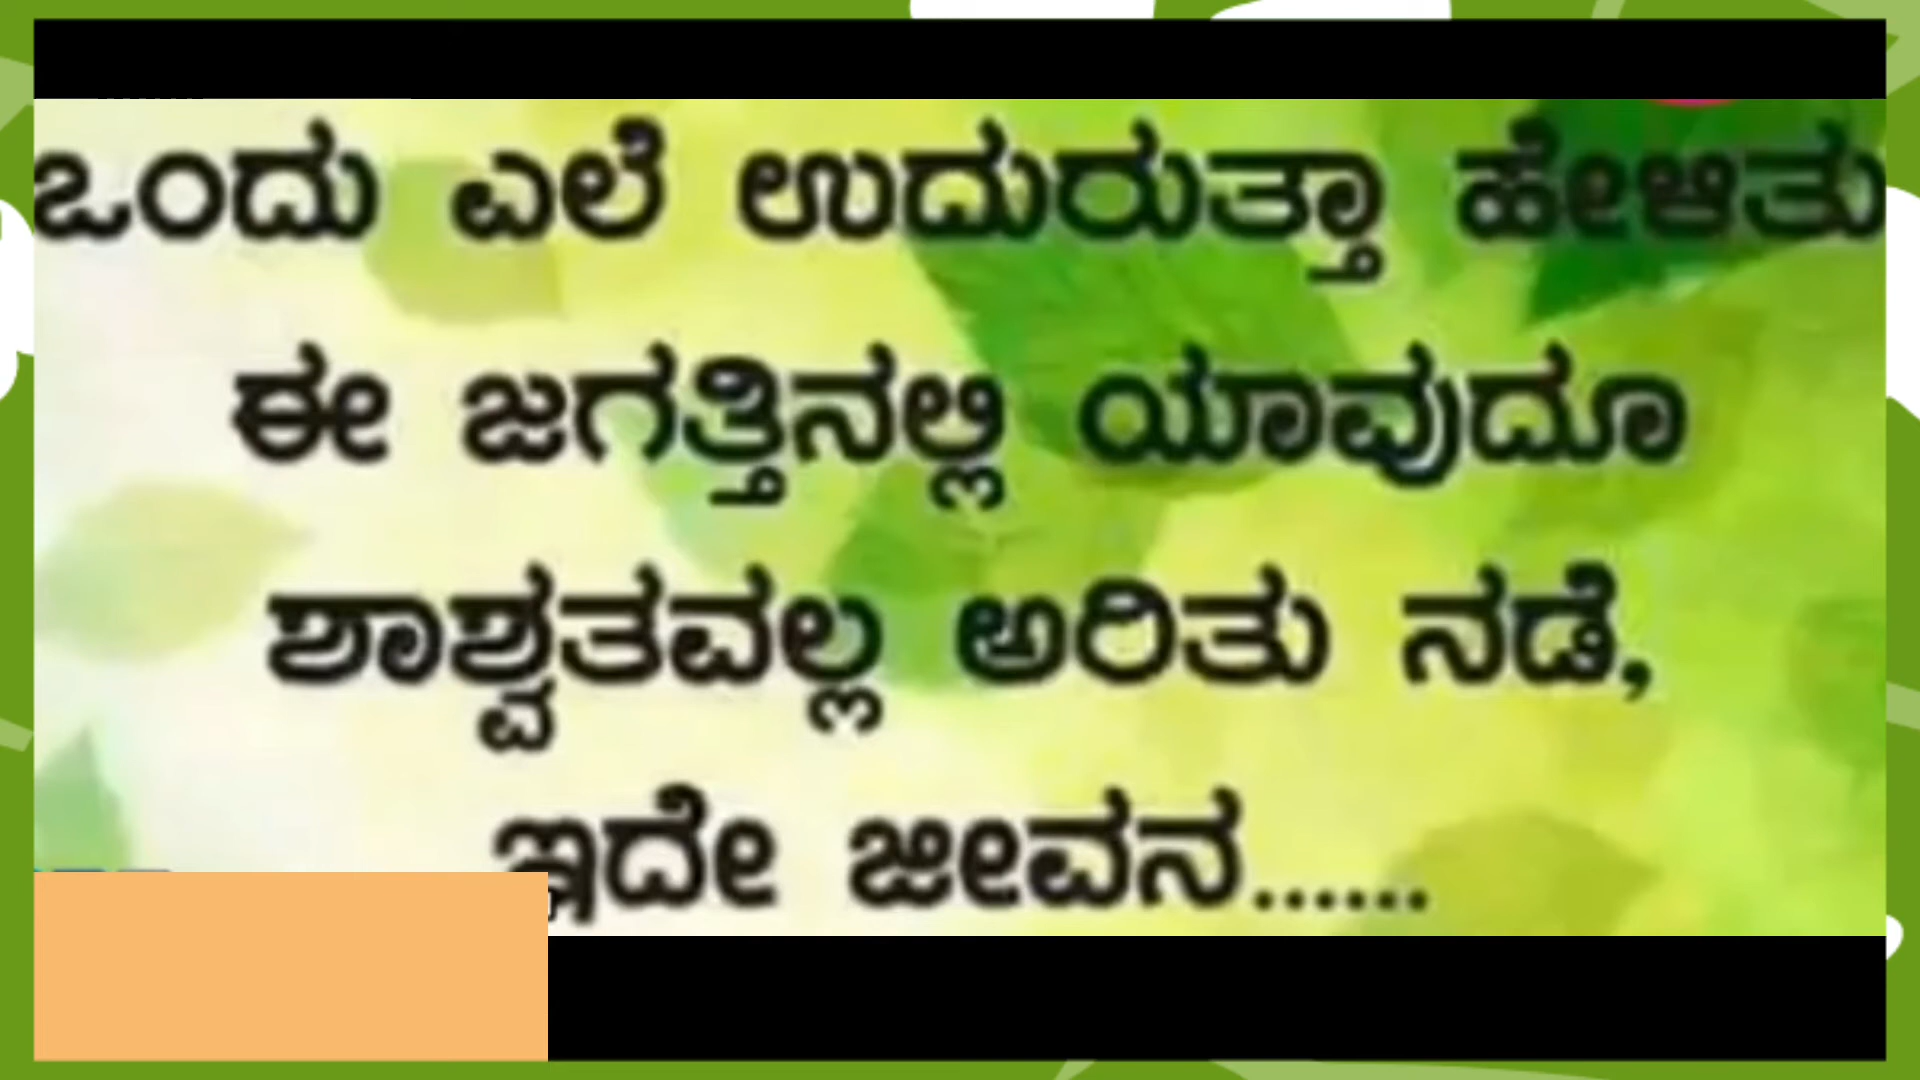 ಒಂದು ಎಲೆ ಉದುರುತ್ತಾ ಹೇಳಿತು
ಈ ಜಗತ್ತಿನಲ್ಲಿ ಯಾವುದೂ
ಶಾಶ್ವತವಲ್ಲ ಅರಿತು ನಡೆ,
ಇದೇ ಜೀವನ......